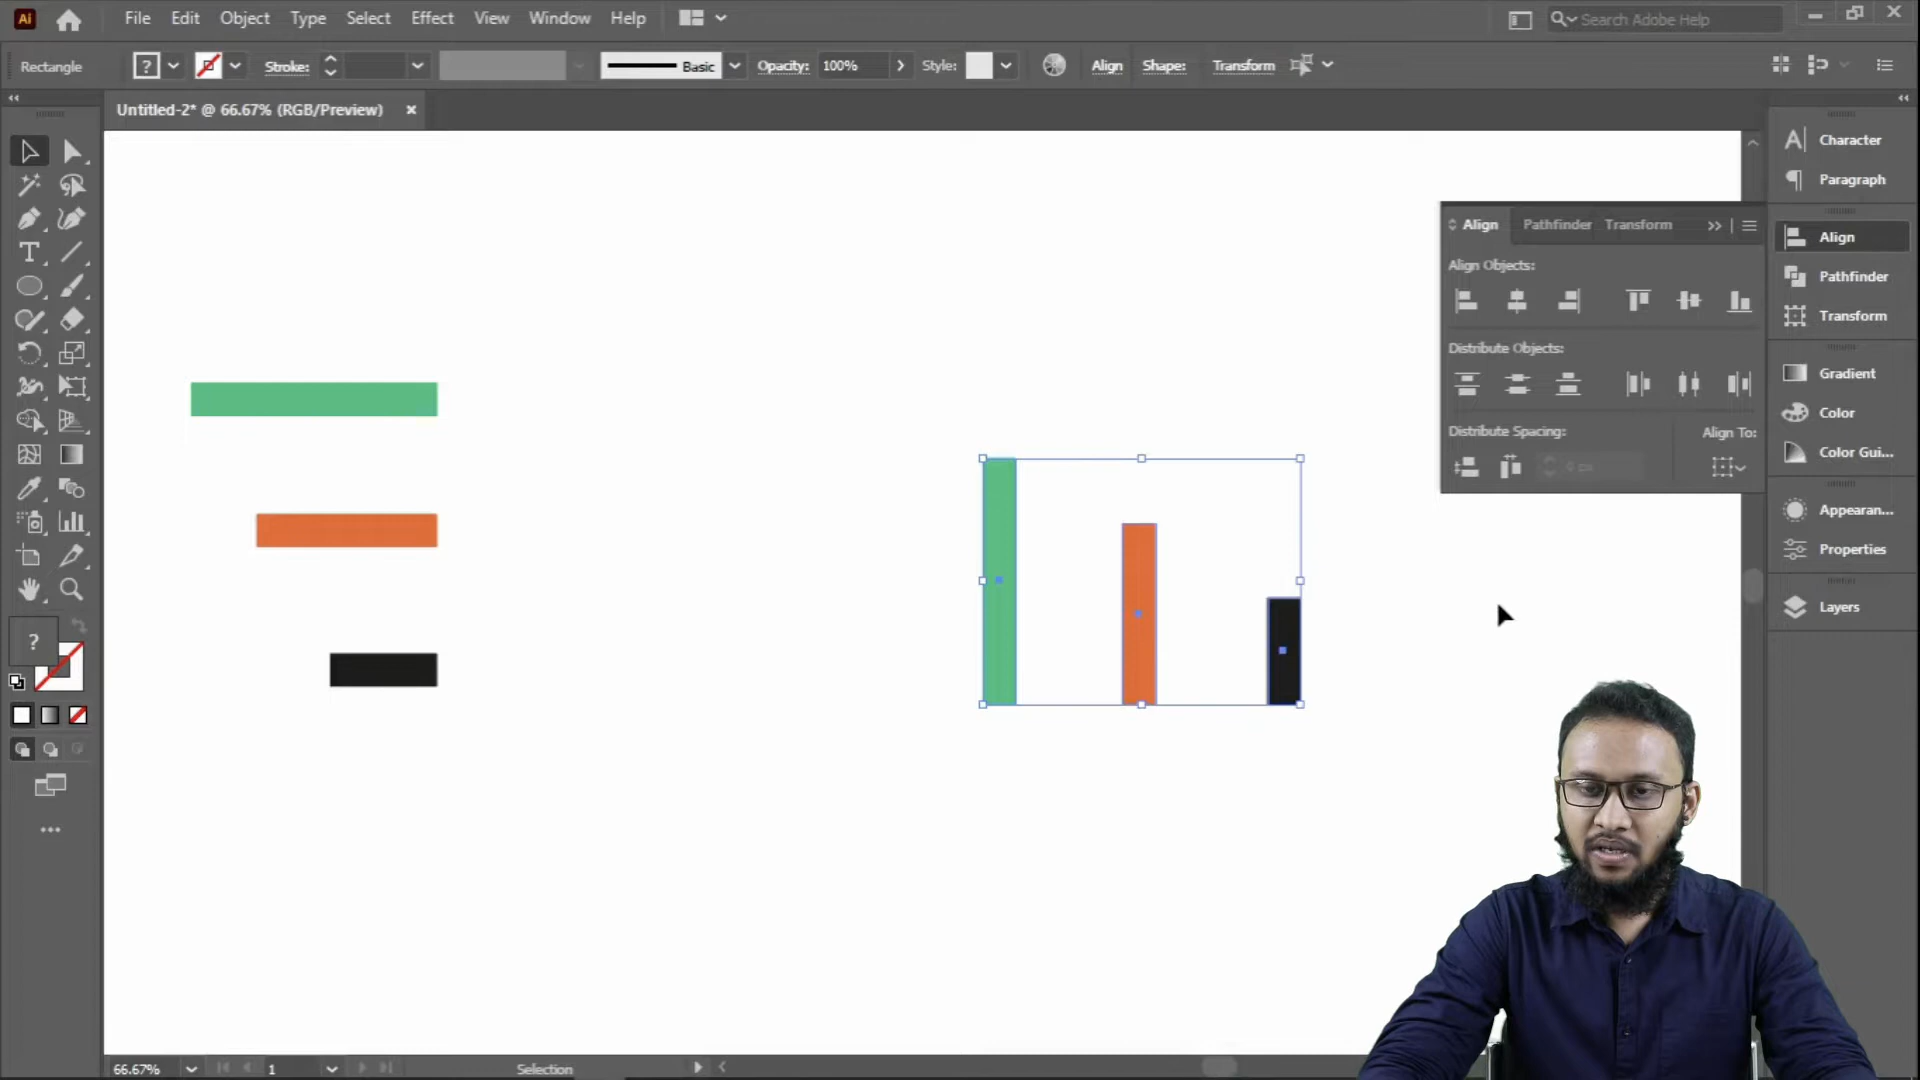 Ai File Edit Object Type Select Effect View Window Help Search Adobe Help
Rectangle ? Stroke: Basic Opacity: 100% Style: Align Shape: Transform
Untitled-2* @ 66.67% (RGB/Preview)
Character
Paragraph
Align Pathfinder Transform
Align Objects:
Distribute Objects:
Distribute Spacing: Align To:
0 px
Align
Pathfinder
Transform
Gradient
Color
Color Gui...
Appearan...
Properties
Layers
?
66.67% 1 Selection